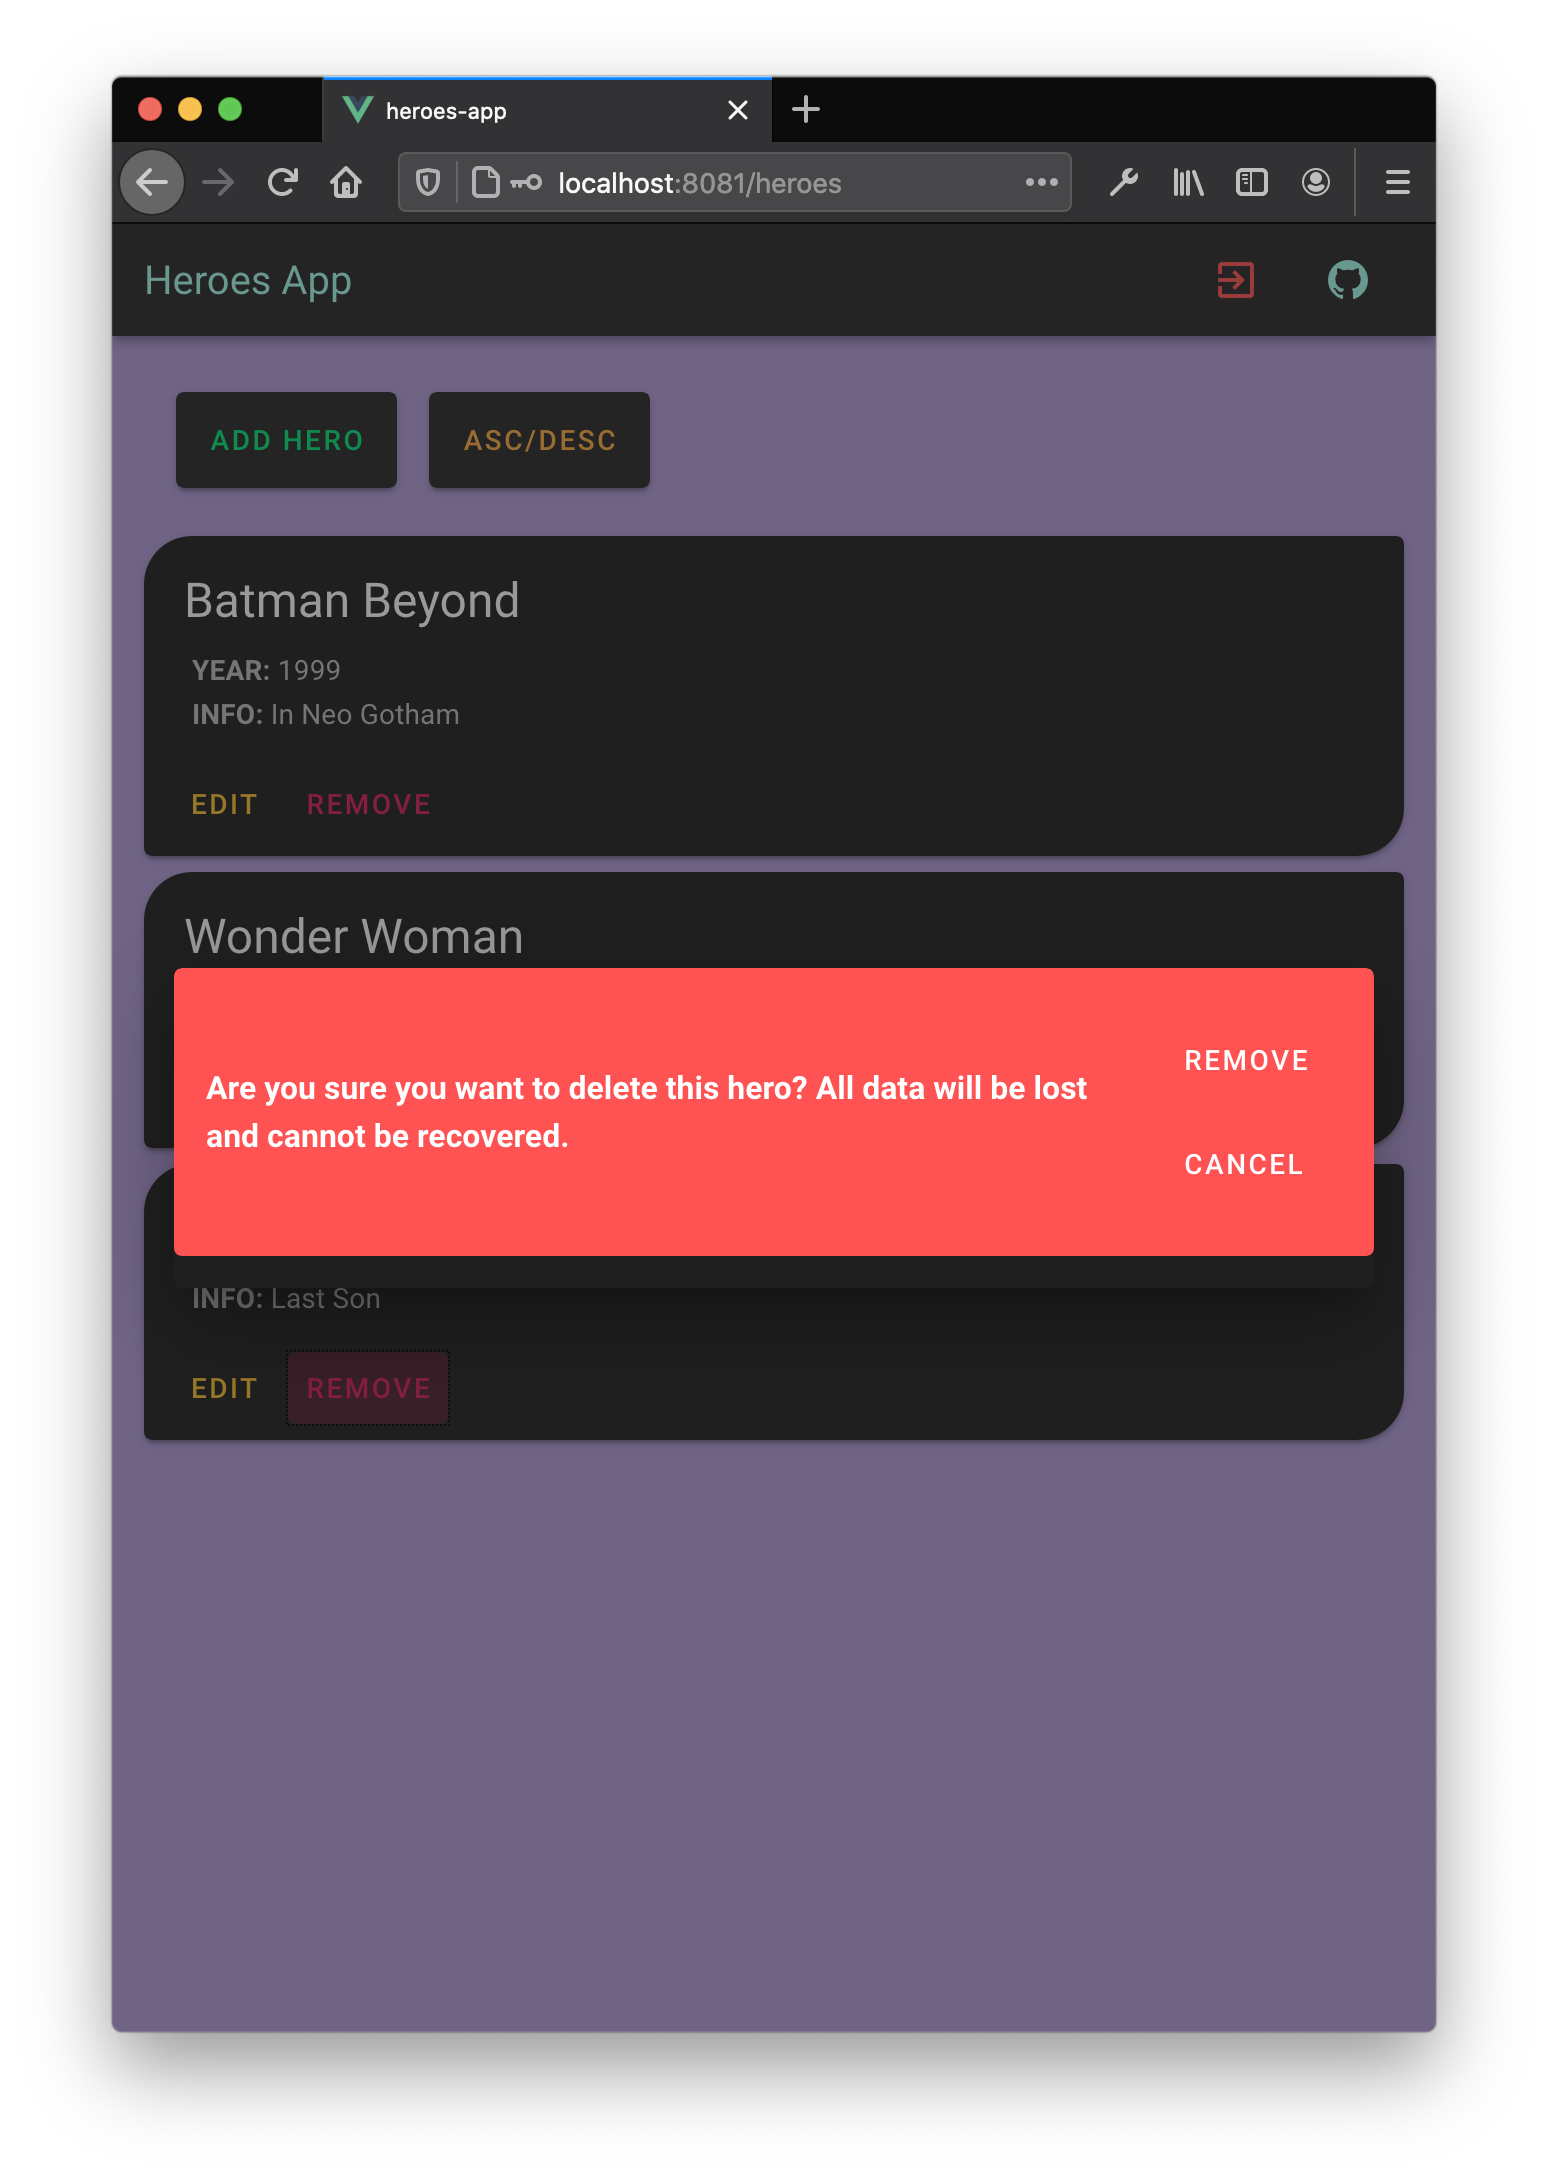 heroes-app
localhost:8081/heroes
Heroes App
ADD HERO ASC/DESC
Batman Beyond
YEAR: 1999
INFO: In Neo Gotham
EDIT REMOVE
Wonder Woman
Are you sure you want to delete this hero? All data will be lost
and cannot be recovered.
REMOVE
CANCEL
INFO: Last Son
EDIT REMOVE